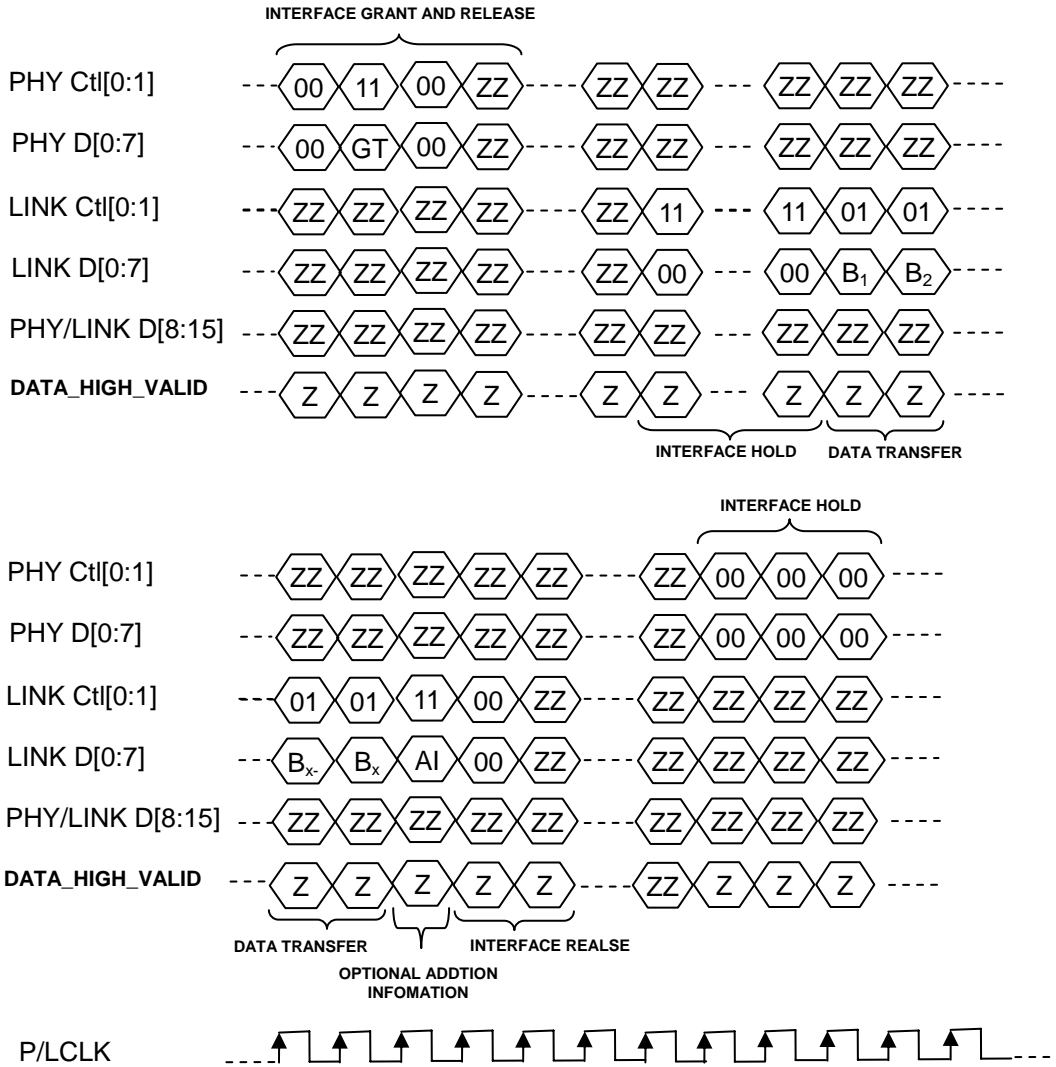 INTERFACE GRANT AND RELEASE
PHY Ctl[0:1] 00 11 00 ZZ ZZ ZZ ZZ ZZ ZZ
PHY D[0:7] 00 GT 00 ZZ ZZ ZZ ZZ ZZ ZZ
LINK Ctl[0:1] ZZ ZZ ZZ ZZ ZZ 11 11 01 01
LINK D[0:7] ZZ ZZ ZZ ZZ ZZ 00 00 B1 B2
PHY/LINK D[8:15] ZZ ZZ ZZ ZZ ZZ ZZ ZZ ZZ ZZ
DATA_HIGH_VALID Z Z Z Z Z Z Z Z Z
INTERFACE HOLD DATA TRANSFER
INTERFACE HOLD
PHY Ctl[0:1] ZZ ZZ ZZ ZZ ZZ ZZ 00 00 00
PHY D[0:7] ZZ ZZ ZZ ZZ ZZ ZZ 00 00 00
LINK Ctl[0:1] 01 01 11 00 ZZ ZZ ZZ ZZ ZZ
LINK D[0:7] Bx- Bx AI 00 ZZ ZZ ZZ ZZ ZZ
PHY/LINK D[8:15] ZZ ZZ ZZ ZZ ZZ ZZ ZZ ZZ ZZ
DATA_HIGH_VALID Z Z Z Z Z ZZ Z Z Z
DATA TRANSFER INTERFACE REALSE
OPTIONAL ADDTION
INFOMATION
P/LCLK